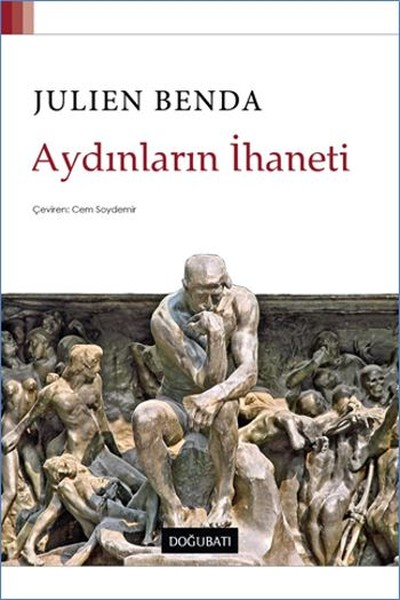 JULIEN BENDA
Aydınların İhaneti
Çeviren: Cem Soydemir
DOĞUBATI